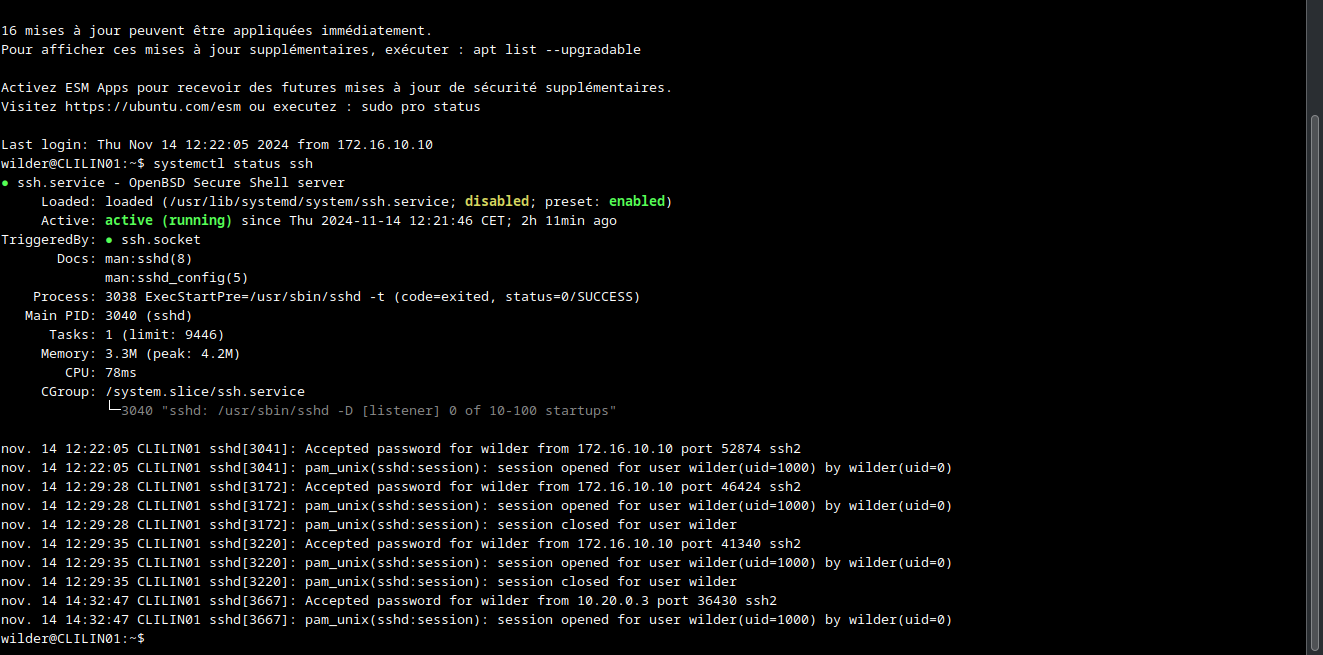 16 mises à jour peuvent être appliquées immédiatement.
Pour afficher ces mises à jour supplémentaires, exécuter : apt list --upgradable
Activez ESM Apps pour recevoir des futures mises à jour de sécurité supplémentaires.
Visitez https://ubuntu.com/esm ou executez : sudo pro status
Last login: Thu Nov 14 12:22:05 2024 from 172.16.10.10
wilder@CLILIN01:~$ systemctl status ssh
● ssh.service - OpenBSD Secure Shell server
     Loaded: loaded (/usr/lib/systemd/system/ssh.service; disabled; preset: enabled)
     Active: active (running) since Thu 2024-11-14 12:21:46 CET; 2h 11min ago
TriggeredBy: ● ssh.socket
       Docs: man:sshd(8)
             man:sshd_config(5)
    Process: 3038 ExecStartPre=/usr/sbin/sshd -t (code=exited, status=0/SUCCESS)
   Main PID: 3040 (sshd)
      Tasks: 1 (limit: 9446)
     Memory: 3.3M (peak: 4.2M)
        CPU: 78ms
     CGroup: /system.slice/ssh.service
             └─3040 "sshd: /usr/sbin/sshd -D [listener] 0 of 10-100 startups"
nov. 14 12:22:05 CLILIN01 sshd[3041]: Accepted password for wilder from 172.16.10.10 port 52874 ssh2
nov. 14 12:22:05 CLILIN01 sshd[3041]: pam_unix(sshd:session): session opened for user wilder(uid=1000) by wilder(uid=0)
nov. 14 12:29:28 CLILIN01 sshd[3172]: Accepted password for wilder from 172.16.10.10 port 46424 ssh2
nov. 14 12:29:28 CLILIN01 sshd[3172]: pam_unix(sshd:session): session opened for user wilder(uid=1000) by wilder(uid=0)
nov. 14 12:29:28 CLILIN01 sshd[3172]: pam_unix(sshd:session): session closed for user wilder
nov. 14 12:29:35 CLILIN01 sshd[3220]: Accepted password for wilder from 172.16.10.10 port 41340 ssh2
nov. 14 12:29:35 CLILIN01 sshd[3220]: pam_unix(sshd:session): session opened for user wilder(uid=1000) by wilder(uid=0)
nov. 14 12:29:35 CLILIN01 sshd[3220]: pam_unix(sshd:session): session closed for user wilder
nov. 14 14:32:47 CLILIN01 sshd[3667]: Accepted password for wilder from 10.20.0.3 port 36430 ssh2
nov. 14 14:32:47 CLILIN01 sshd[3667]: pam_unix(sshd:session): session opened for user wilder(uid=1000) by wilder(uid=0)
wilder@CLILIN01:~$